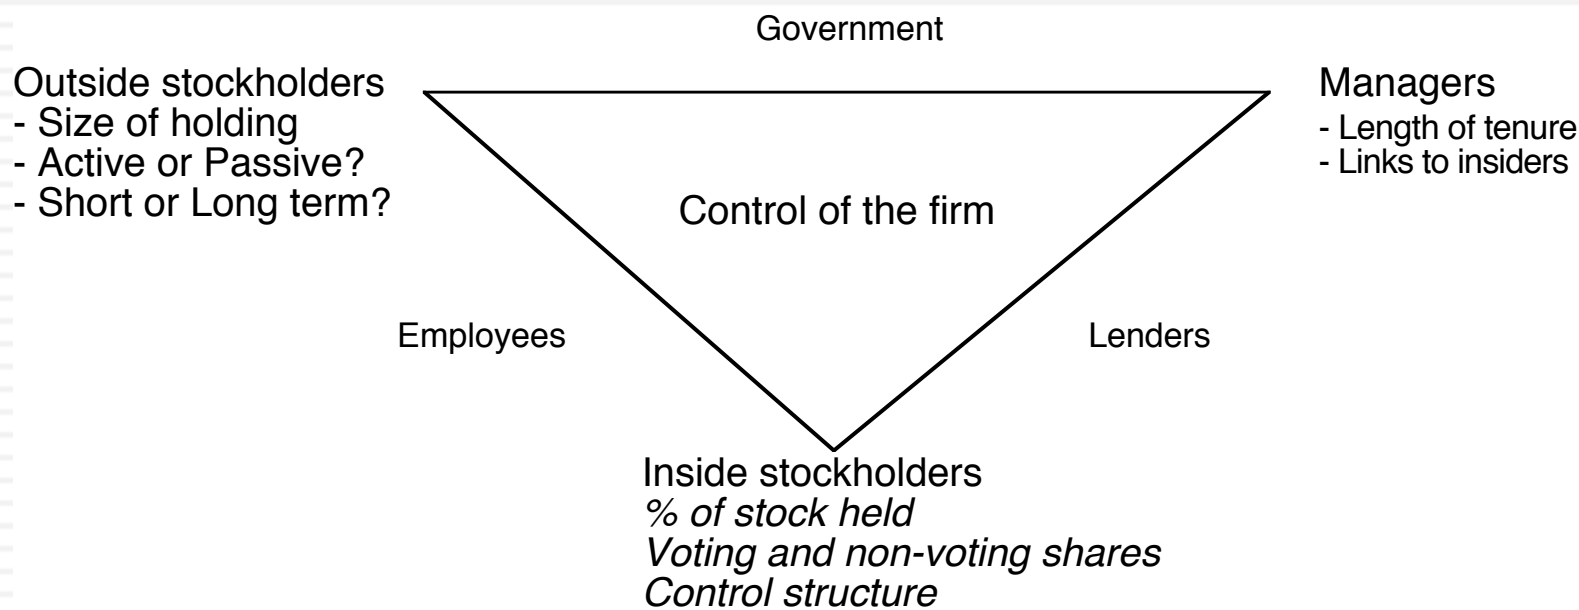 Government
Outside stockholders
- Size of holding
- Active or Passive?
- Short or Long term?
Managers
- Length of tenure
- Links to insiders
Control of the firm
Employees
Lenders
Inside stockholders
% of stock held
Voting and non-voting shares
Control structure